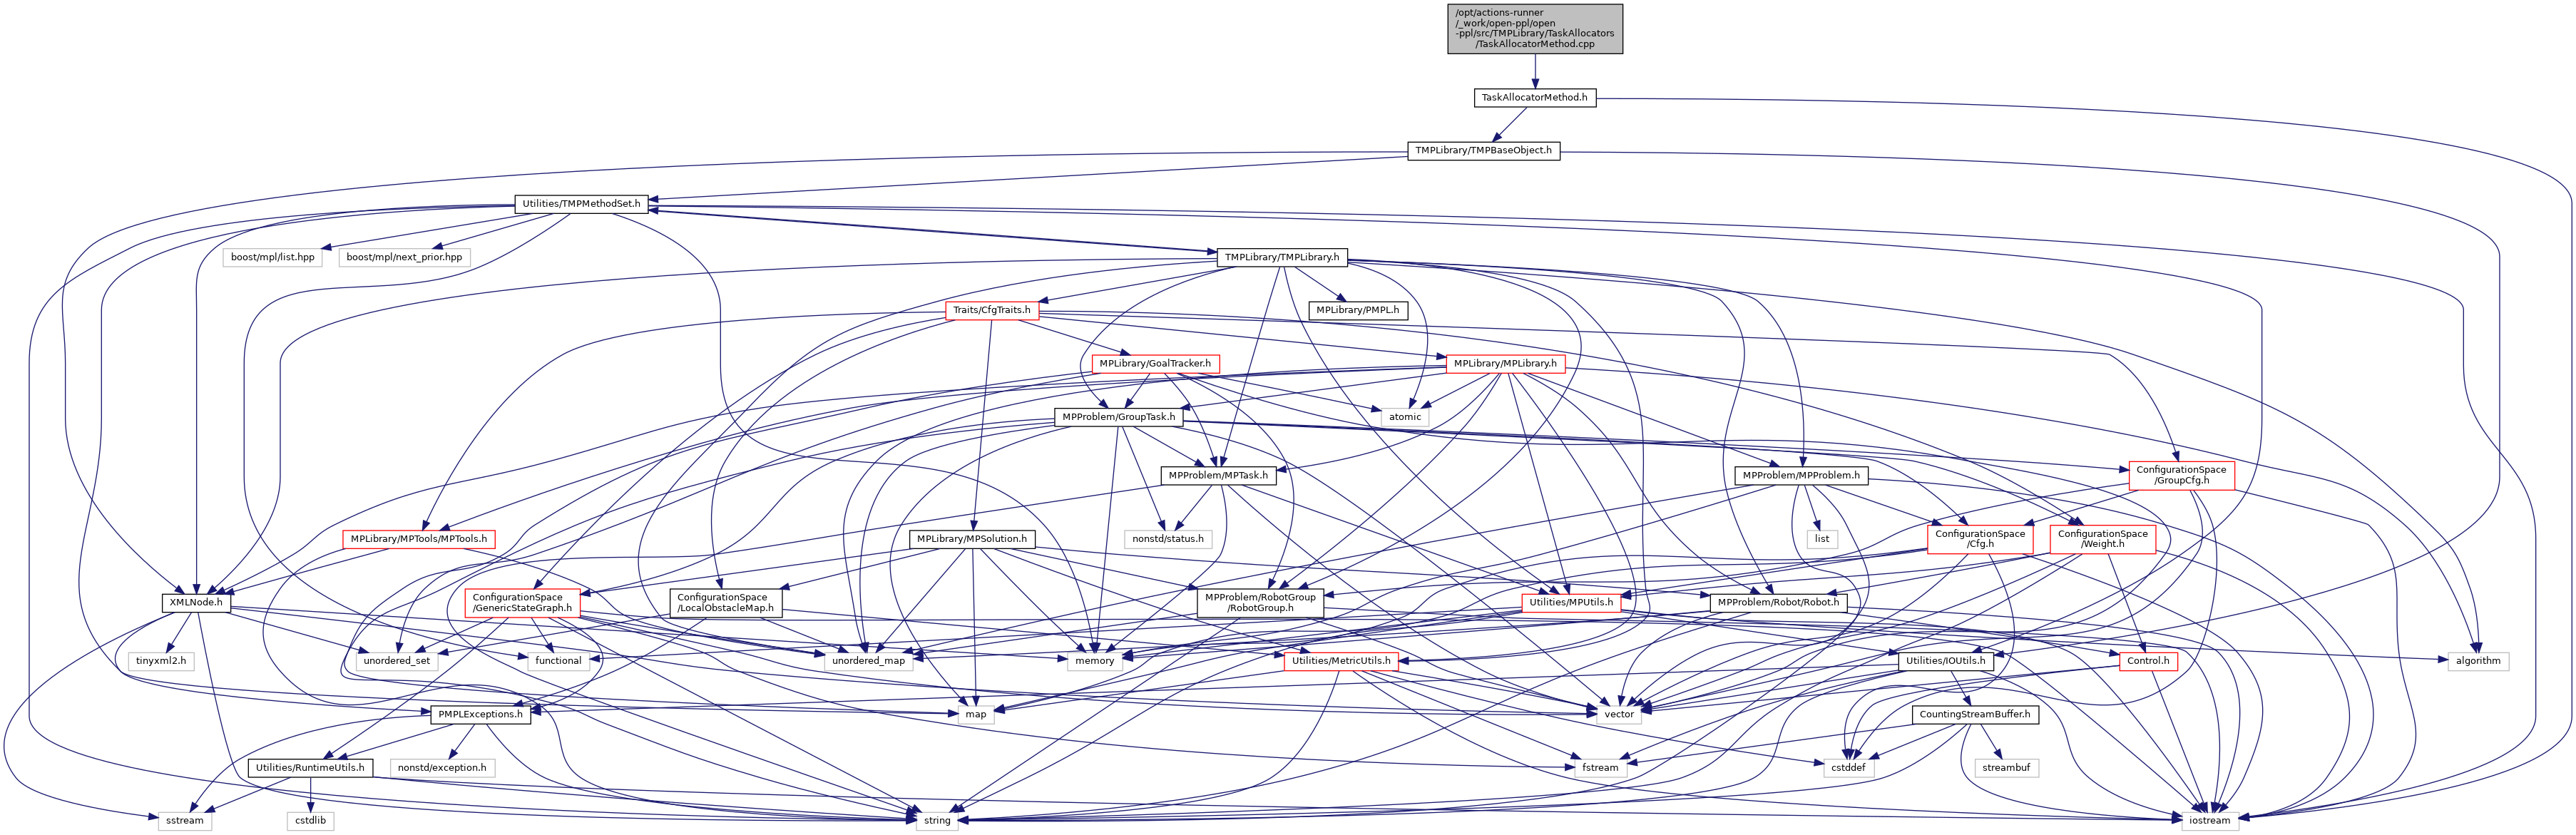 /opt/actions-runner
/_work/open-ppl/open
-ppl/src/TMPLibrary/TaskAllocators
/TaskAllocatorMethod.cpp
TaskAllocatorMethod.h
TMPLibrary/TMPBaseObject.h
Utilities/TMPMethodSet.h
boost/mpl/list.hpp
boost/mpl/next_prior.hpp
TMPLibrary/TMPLibrary.h
Traits/CfgTraits.h
MPLibrary/PMPL.h
MPLibrary/GoalTracker.h
MPLibrary/MPLibrary.h
MPProblem/GroupTask.h
atomic
MPProblem/MPTask.h
MPProblem/MPProblem.h
ConfigurationSpace
/GroupCfg.h
MPLibrary/MPTools/MPTools.h
MPLibrary/MPSolution.h
nonstd/status.h
list
ConfigurationSpace
/Cfg.h
ConfigurationSpace
/Weight.h
XMLNode.h
ConfigurationSpace
/GenericStateGraph.h
ConfigurationSpace
/LocalObstacleMap.h
MPProblem/RobotGroup
/RobotGroup.h
Utilities/MPUtils.h
MPProblem/Robot/Robot.h
tinyxml2.h
unordered_set
functional
unordered_map
memory
Utilities/MetricUtils.h
Utilities/IOUtils.h
Control.h
algorithm
PMPLExceptions.h
map
vector
CountingStreamBuffer.h
Utilities/RuntimeUtils.h
nonstd/exception.h
fstream
cstddef
streambuf
sstream
cstdlib
string
iostream